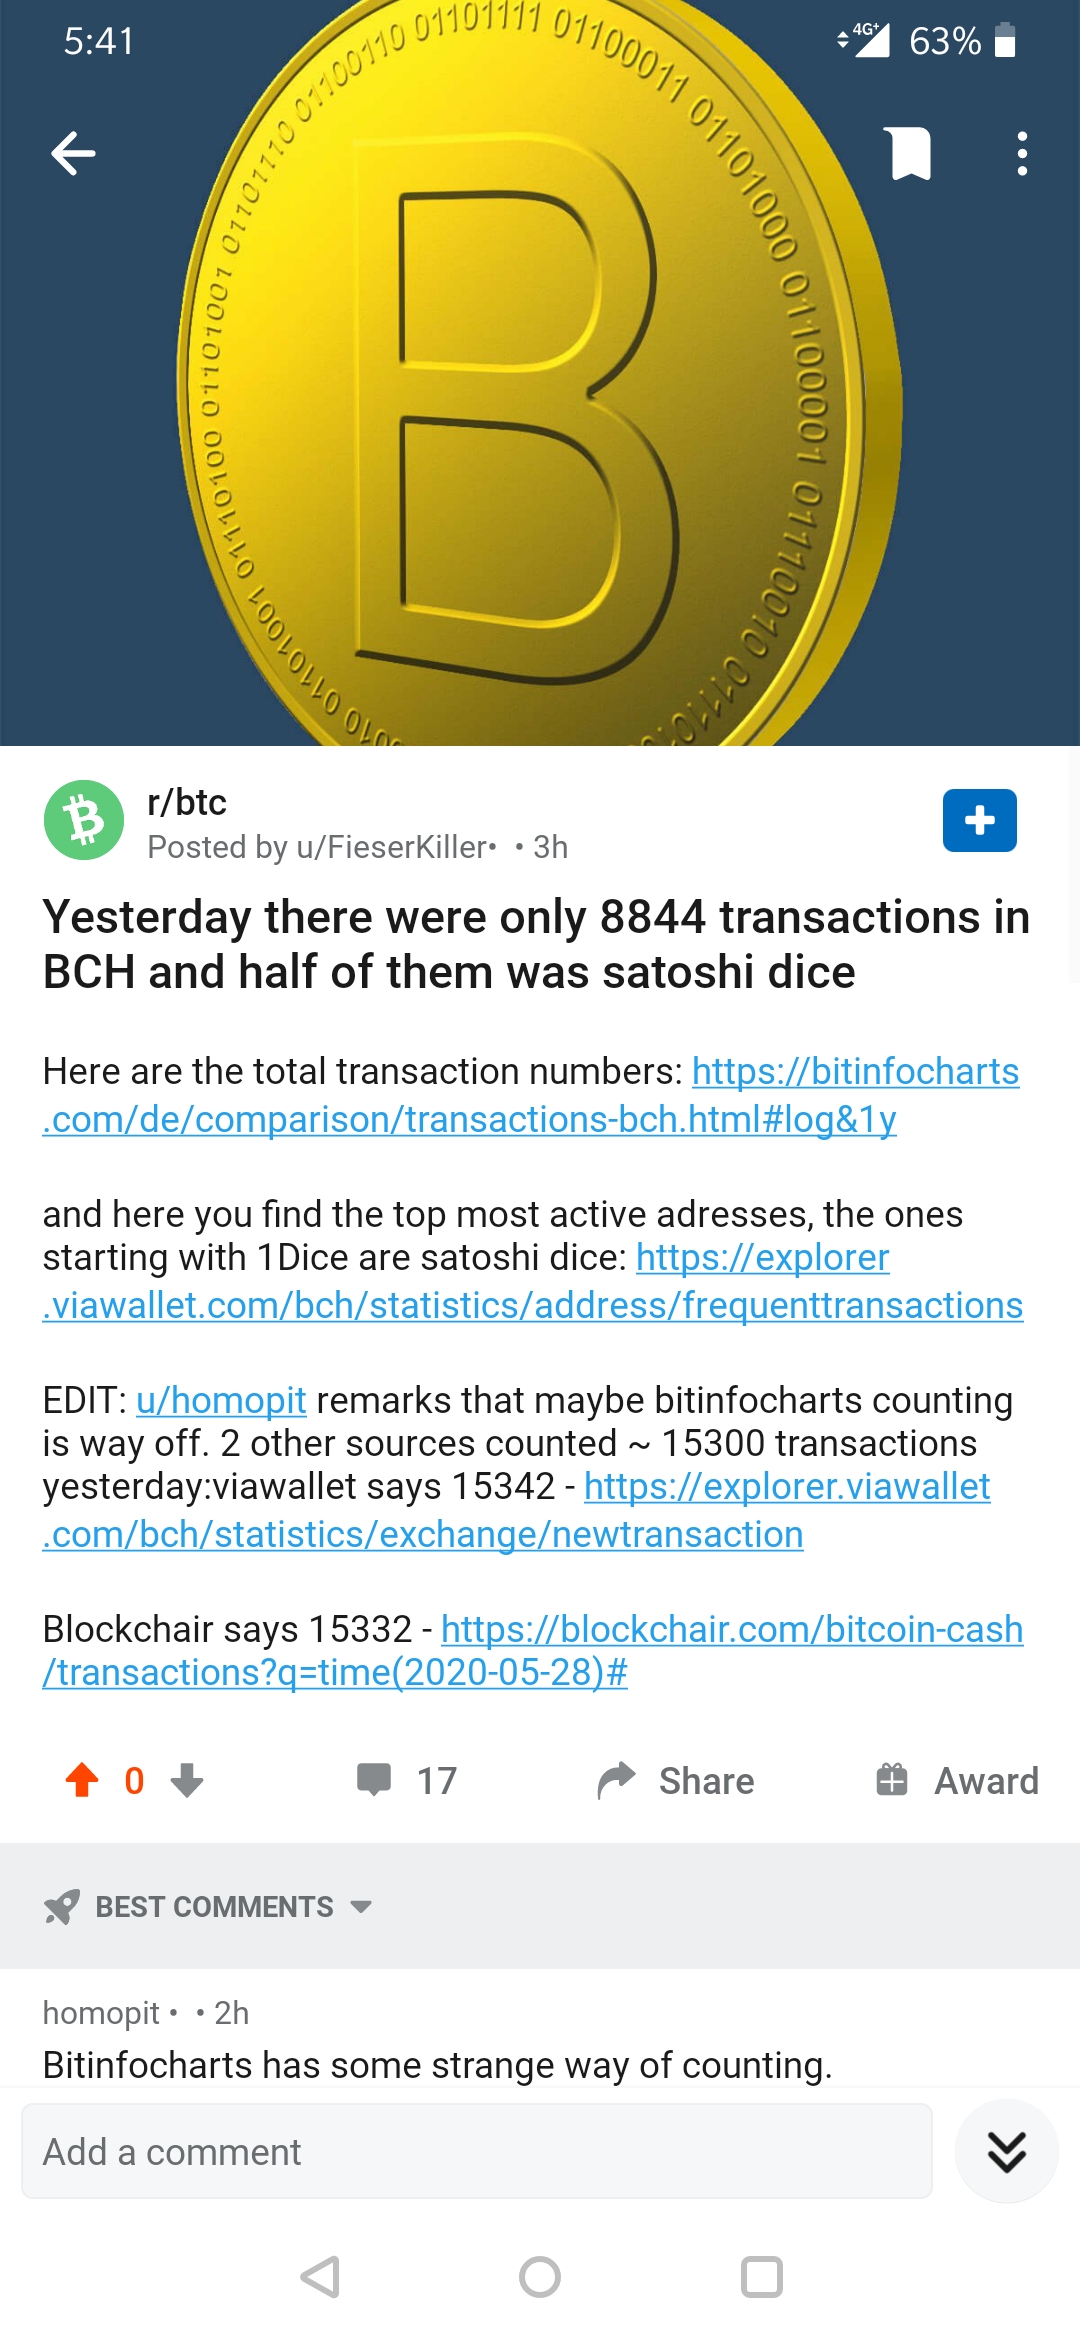 5:41
4G+ 63%
01101001 01101110 01100110 01101111 01100011 01101000 01100001 01110010
B
r/btc
Posted by u/FieserKiller• • 3h
Yesterday there were only 8844 transactions in
BCH and half of them was satoshi dice
Here are the total transaction numbers: https://bitinfocharts
.com/de/comparison/transactions-bch.html#log&1y
and here you find the top most active adresses, the ones
starting with 1Dice are satoshi dice: https://explorer
.viawallet.com/bch/statistics/address/frequenttransactions
EDIT: u/homopit remarks that maybe bitinfocharts counting
is way off. 2 other sources counted ~ 15300 transactions
yesterday:viawallet says 15342 - https://explorer.viawallet
.com/bch/statistics/exchange/newtransaction
Blockchair says 15332 - https://blockchair.com/bitcoin-cash
/transactions?q=time(2020-05-28)#
0 17 Share Award
BEST COMMENTS
homopit • • 2h
Bitinfocharts has some strange way of counting.
Add a comment